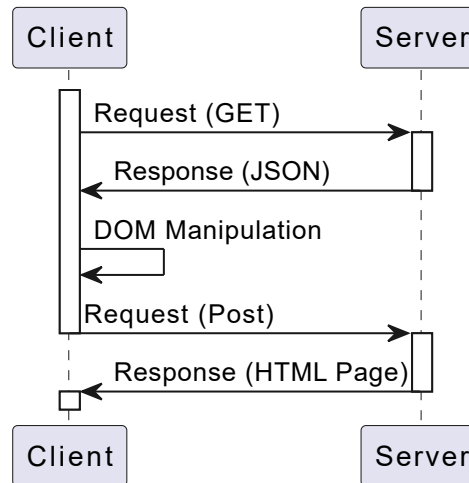 Client Server
Request (GET)
Response (JSON)
DOM Manipulation
Request (Post)
Response (HTML Page)
Client Server